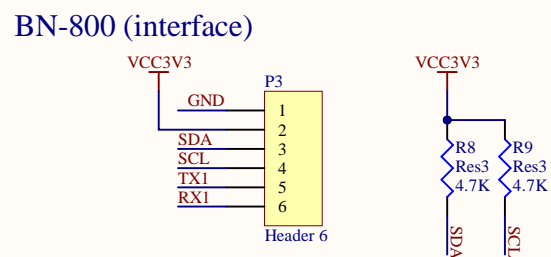 BN-800 (interface)
VCC3V3
P3
GND
1
2
SDA
3
SCL
4
TX1
5
RX1
6
Header 6
VCC3V3
R8
Res3
4.7K
R9
Res3
4.7K
SDA
SCL